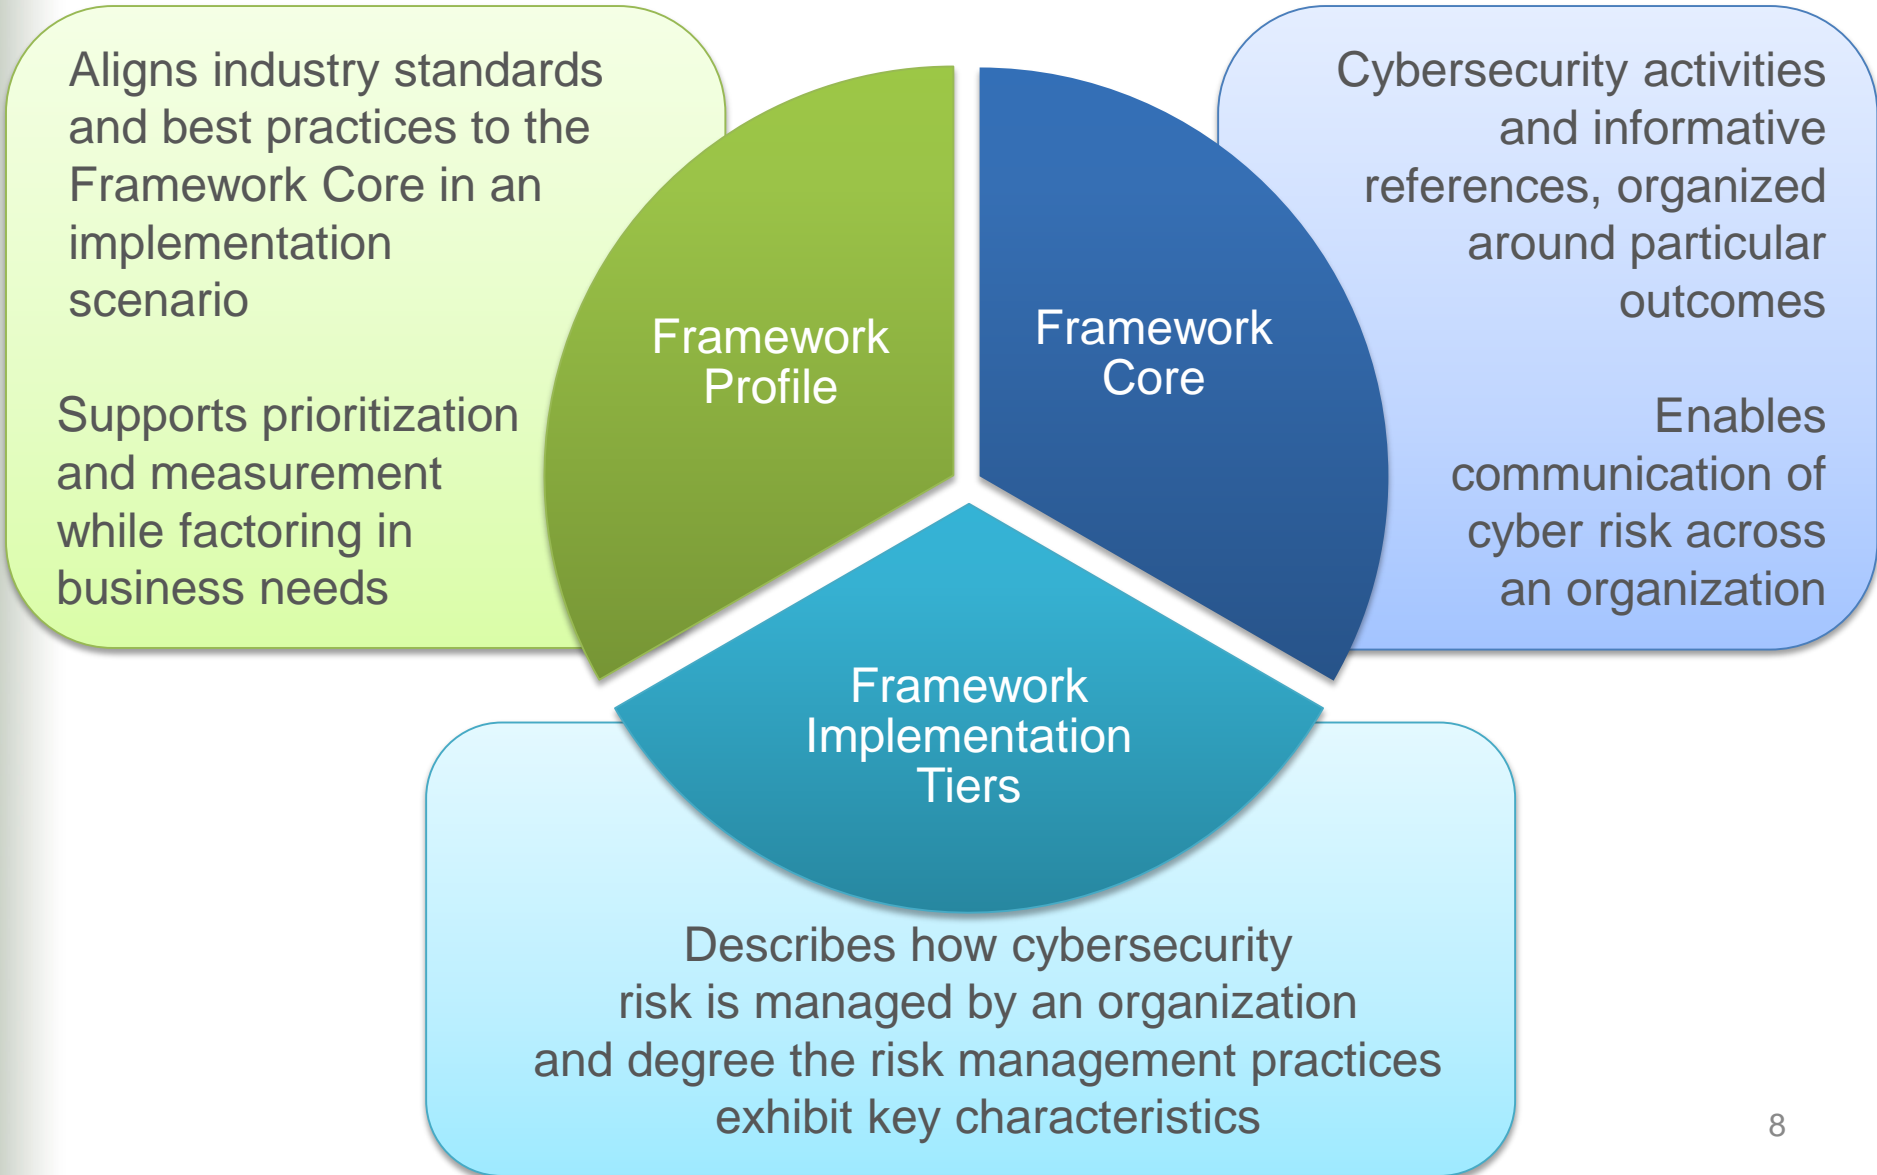 Aligns industry standards
and best practices to the
Framework Core in an
implementation
scenario
Supports prioritization
and measurement
while factoring in
business needs
Framework
Profile
Framework
Core
Cybersecurity activities
and informative
references, organized
around particular
outcomes
Enables
communication of
cyber risk across
an organization
Framework
Implementation
Tiers
Describes how cybersecurity
risk is managed by an organization
and degree the risk management practices
exhibit key characteristics
8